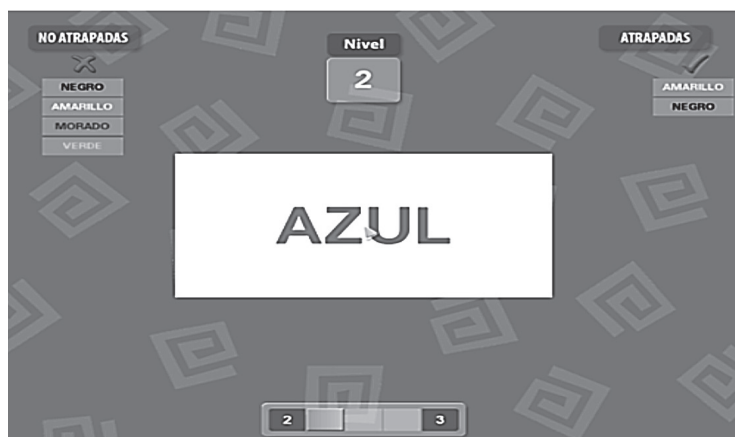 NO ATRAPADAS
NEGRO
AMARILLO
MORADO
VERDE
Nivel
2
ATRAPADAS
AMARILLO
NEGRO
AZUL
2 3